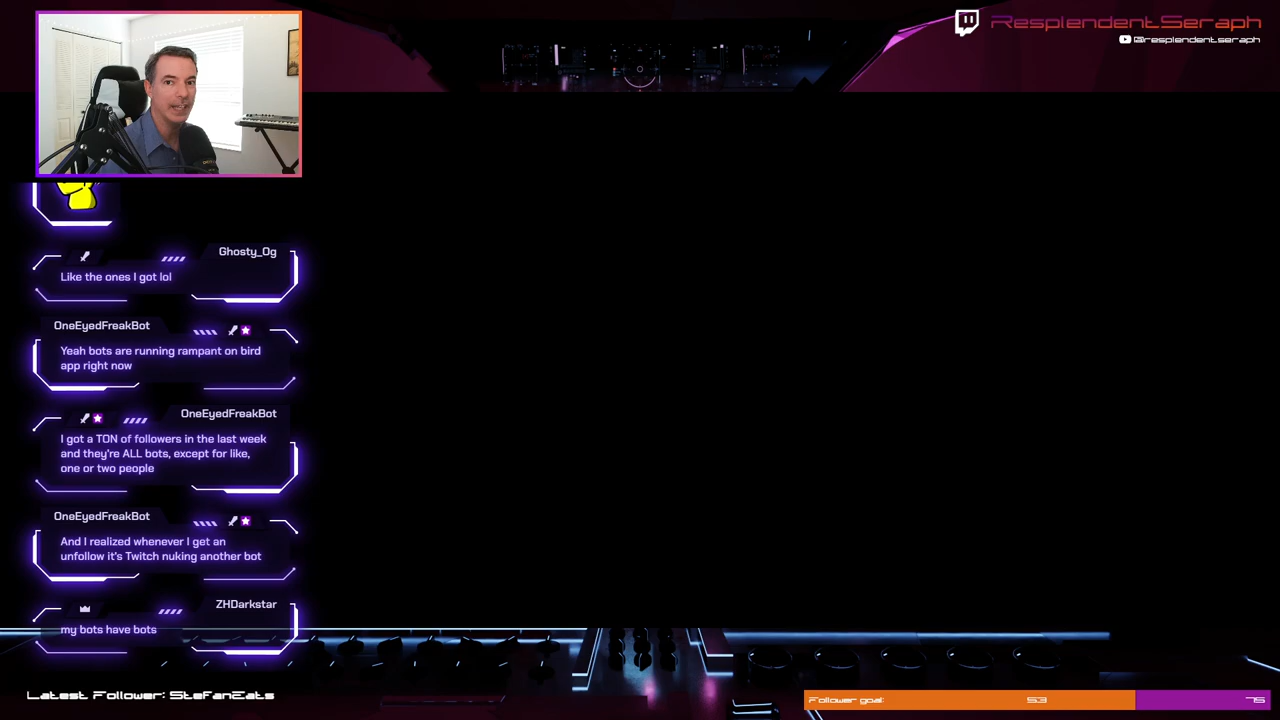 ResplendentSeraph
@resplendentseraph
Ghosty_Og
Like the ones I got lol
OneEyedFreakBot
Yeah bots are running rampant on bird
app right now
OneEyedFreakBot
I got a TON of followers in the last week
and they're ALL bots, except for like,
one or two people
OneEyedFreakBot
And I realized whenever I get an
unfollow it's Twitch nuking another bot
ZHDarkstar
my bots have bots
Latest Follower: SteFanEats
Follower goal: 53 75